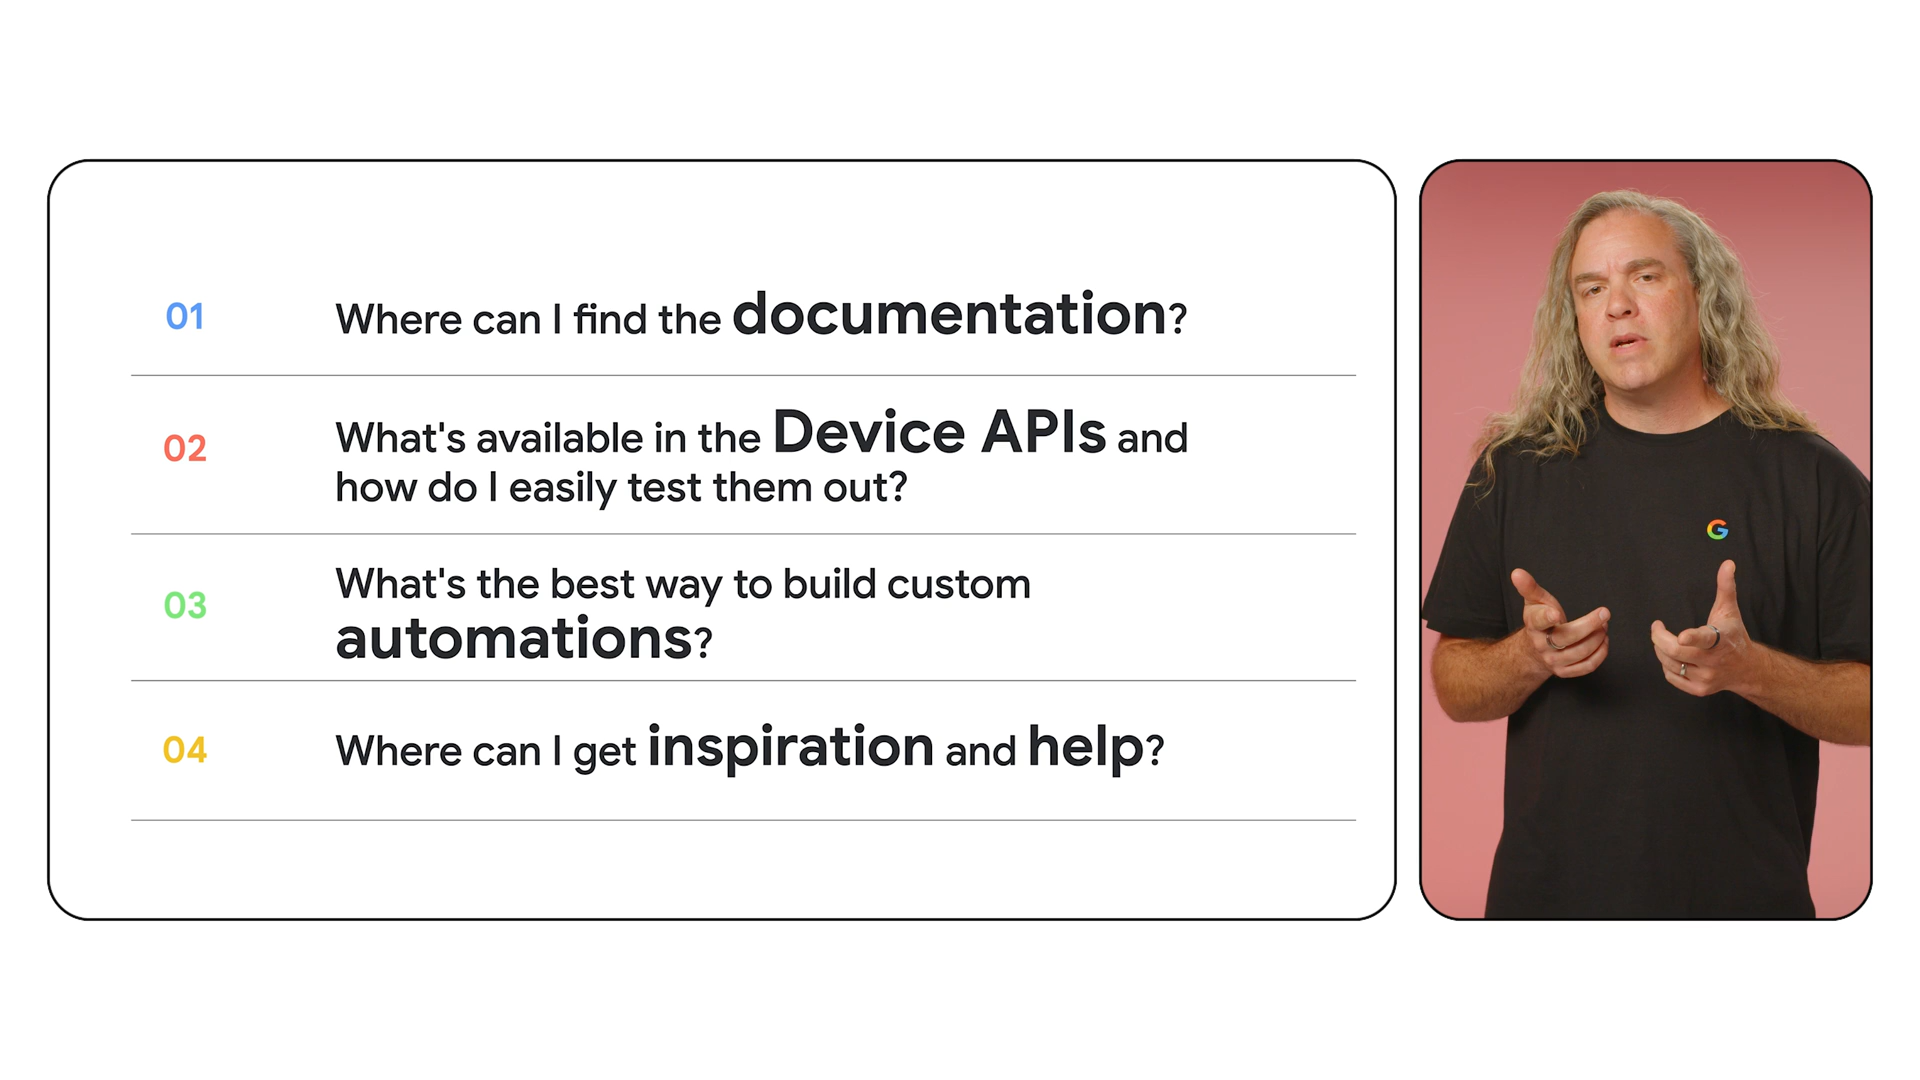 01
Where can I find the documentation?
02
What's available in the Device APIs and
how do I easily test them out?
03
What's the best way to build custom
automations?
04
Where can I get inspiration and help?
G